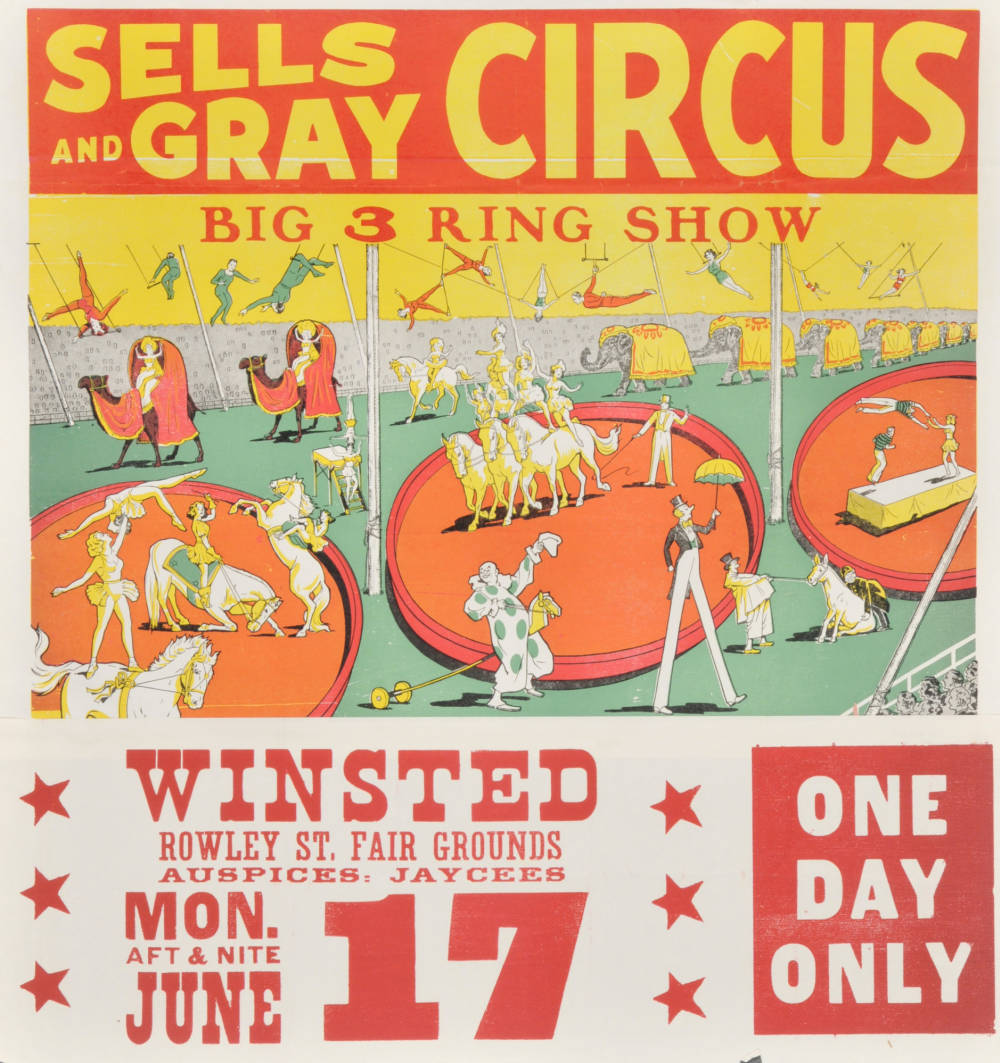 SELLS
AND GRAY
CIRCUS
BIG 3 RING SHOW
WINSTED
ROWLEY ST. FAIR GROUNDS
AUSPICES: JAYCEES
MON.
AFT & NITE
JUNE
17
ONE
DAY
ONLY